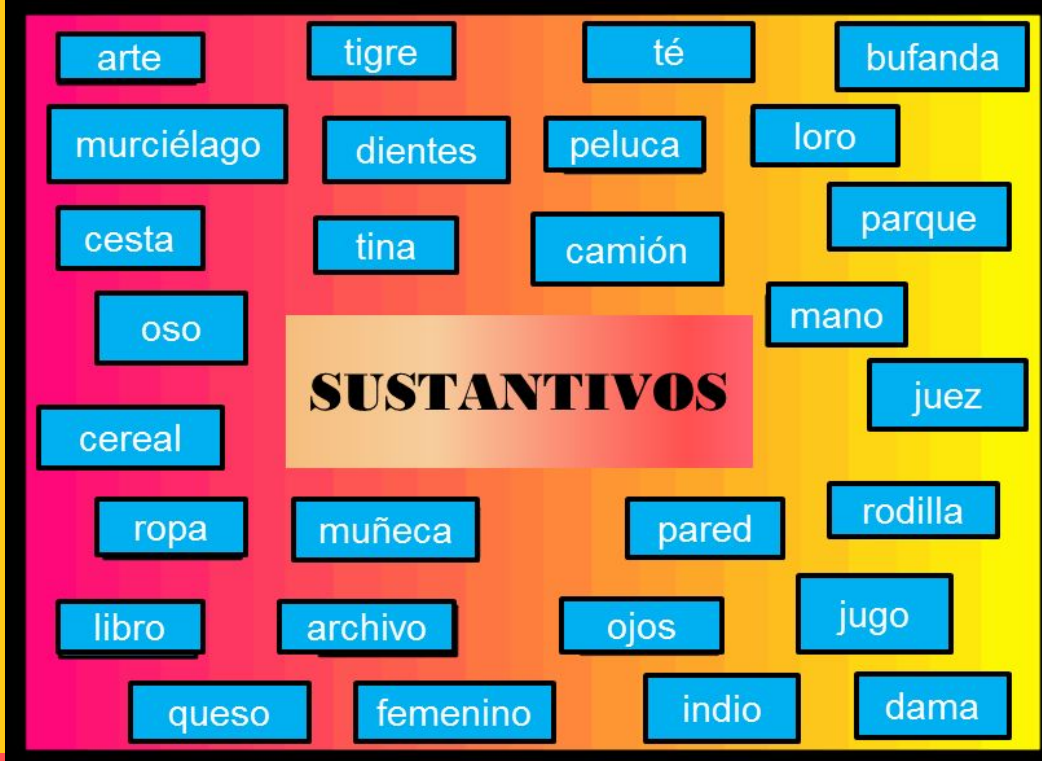 arte
tigre
té
bufanda
murciélago
dientes
peluca
loro
cesta
tina
camión
parque
oso
mano
SUSTANTIVOS
juez
cereal
ropa
muñeca
pared
rodilla
libro
archivo
ojos
jugo
queso
femenino
indio
dama